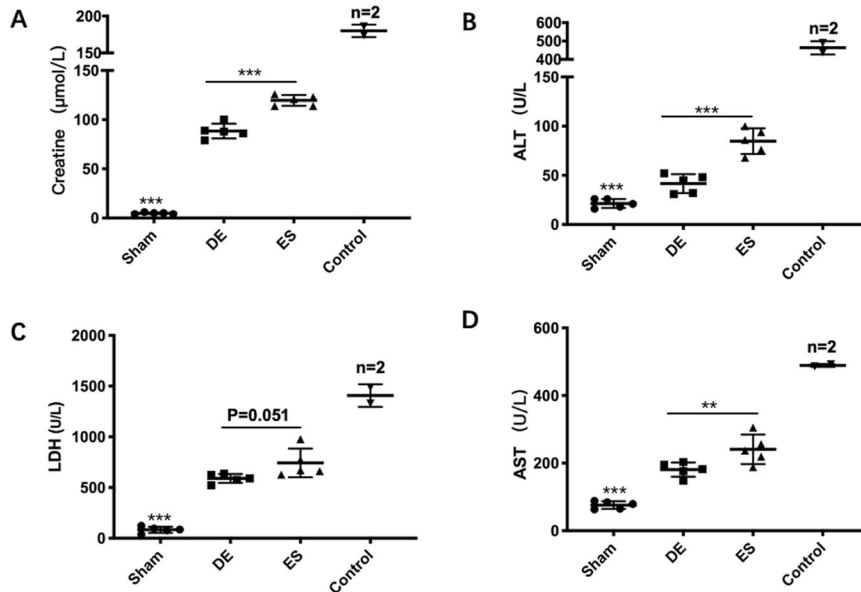 A
Creatine (μmol/L)
200
150
150
100
50
0
***
***
n=2
Sham
DE
ES
Control
B
ALT (U/L
600
500
400
150
100
50
0
***
***
n=2
Sham
DE
ES
Control
C
LDH (U/L)
2000
1500
1000
500
0
***
P=0.051
n=2
Sham
DE
ES
Control
D
AST (U/L)
600
400
200
0
***
**
n=2
Sham
DE
ES
Control